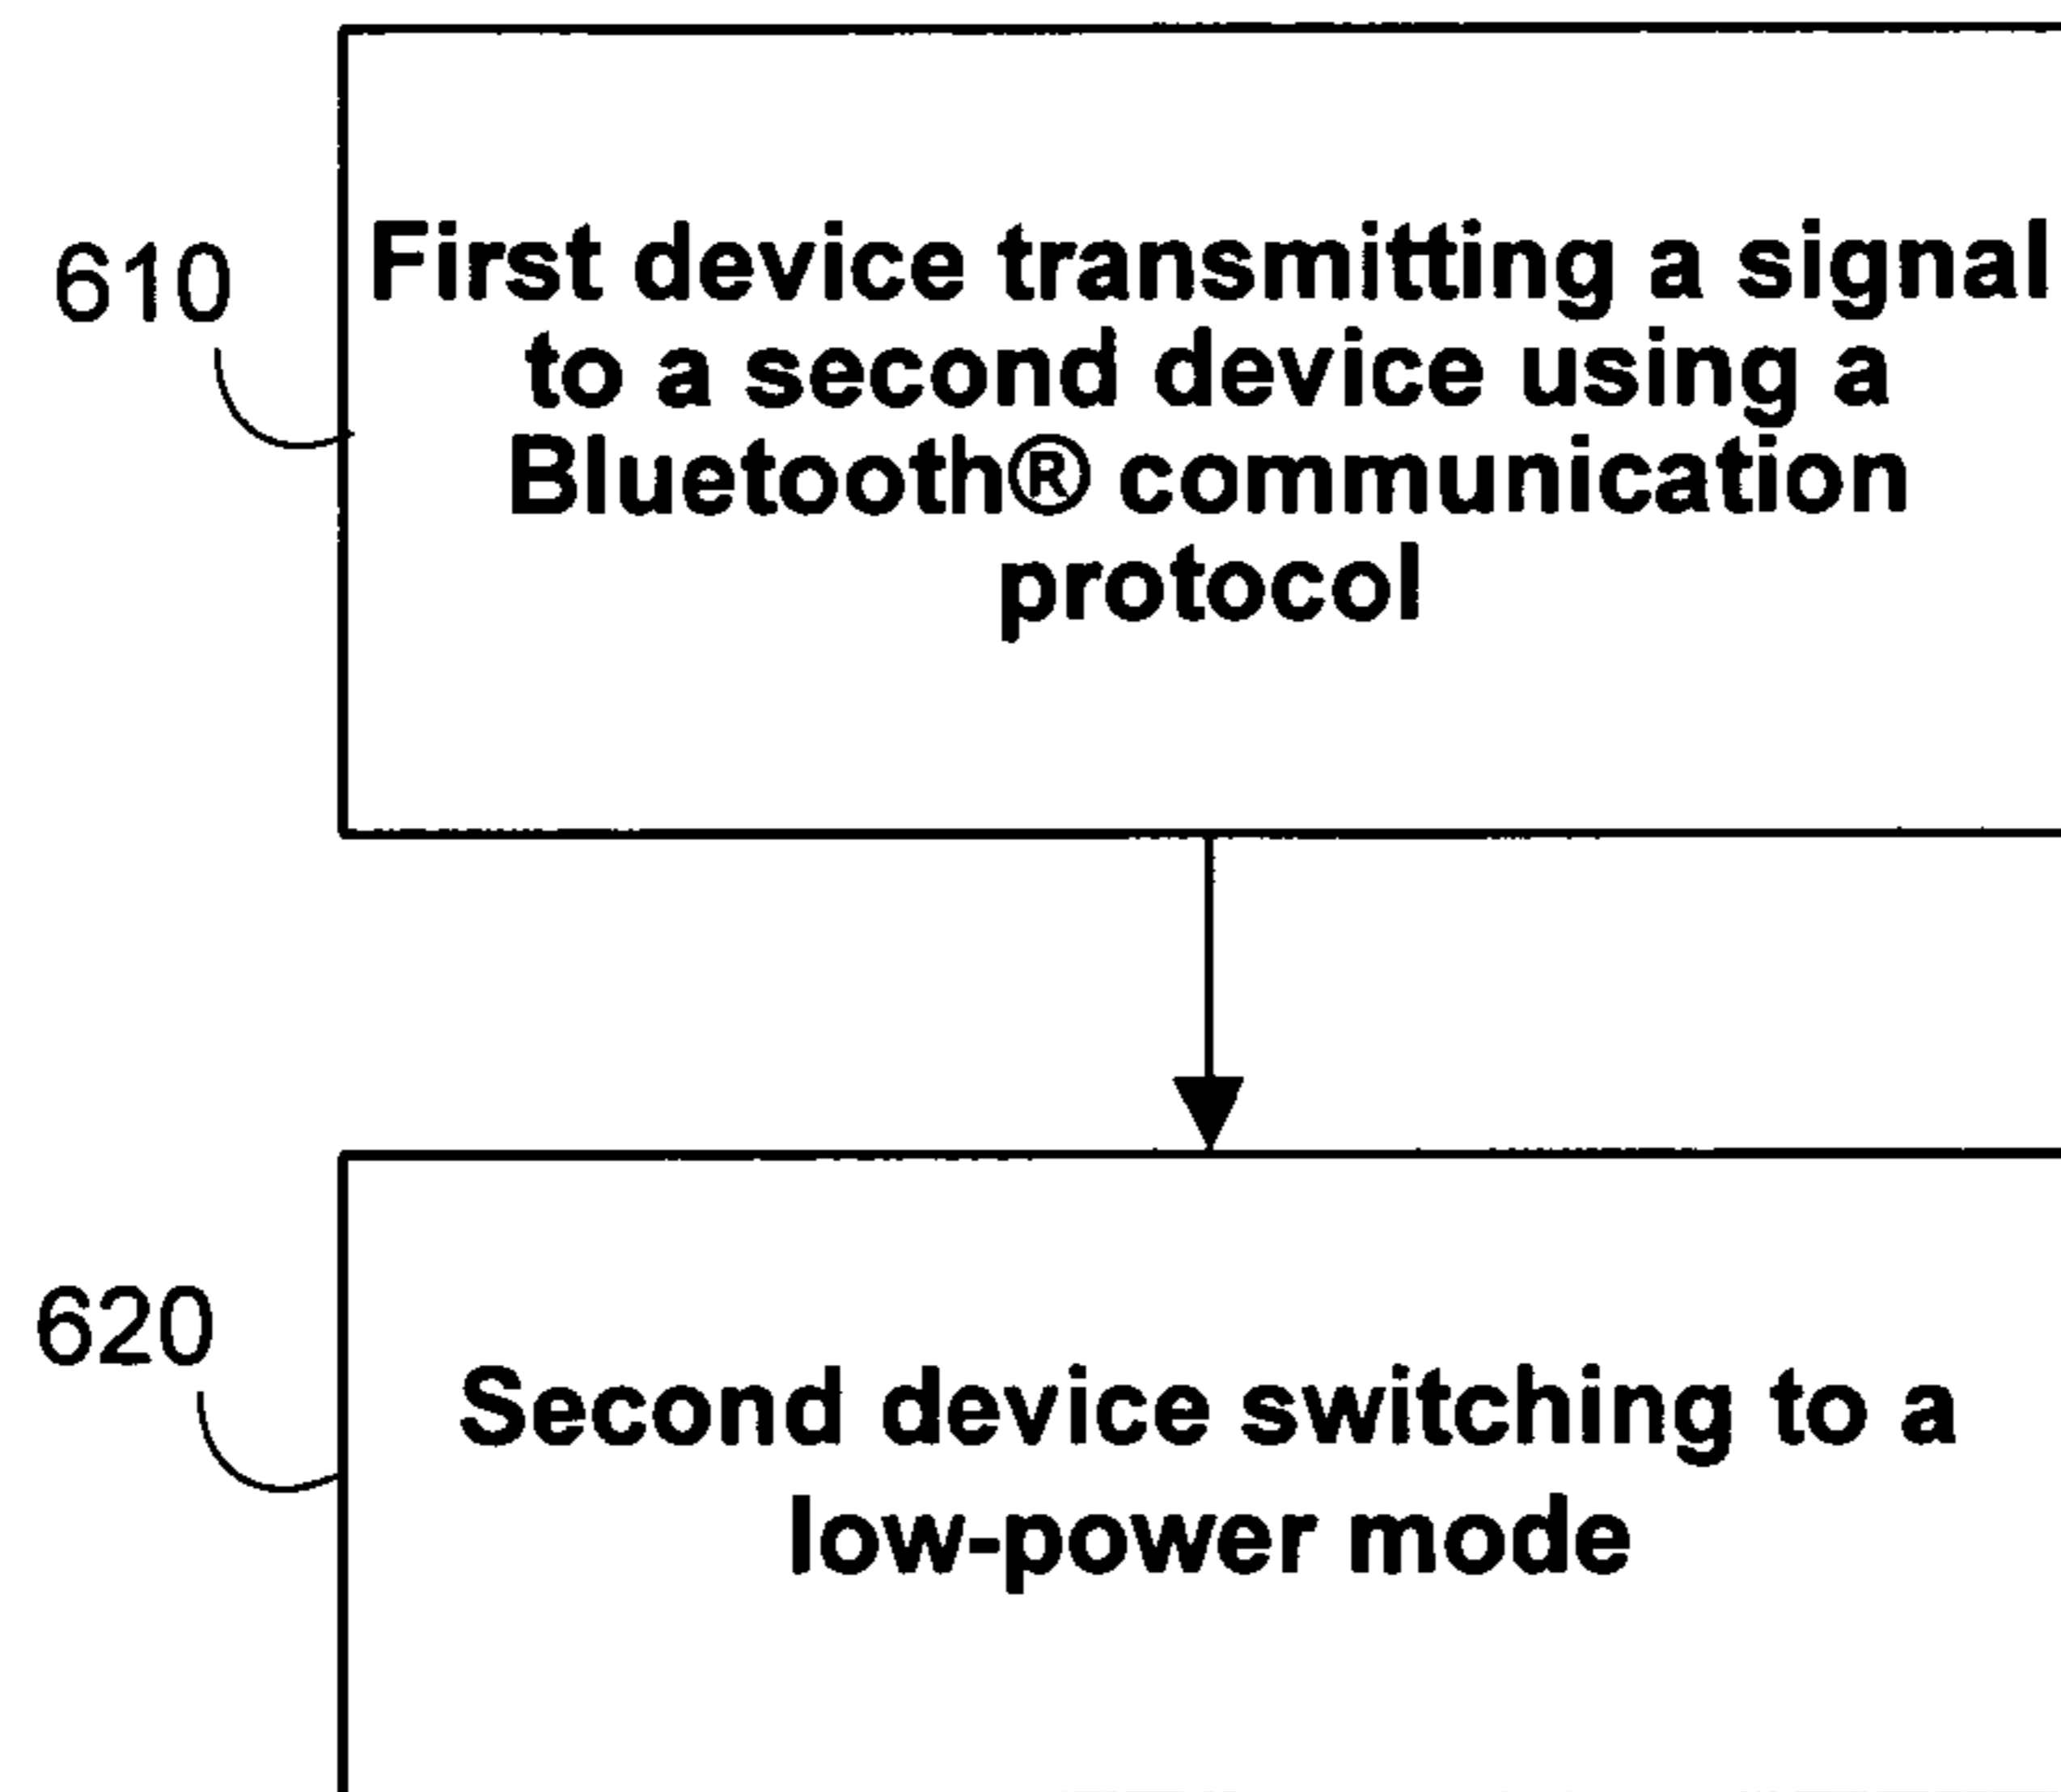 610
First device transmitting a signal
to a second device using a
Bluetooth® communication
protocol
620
Second device switching to a
low-power mode